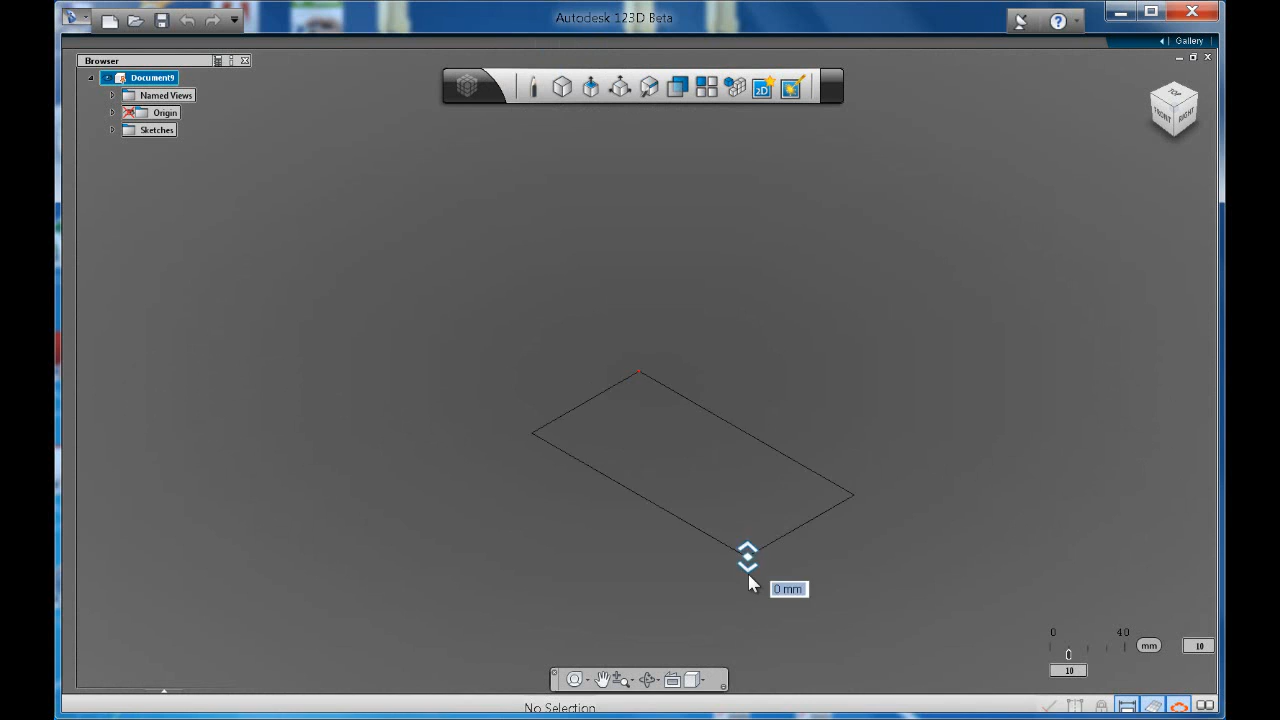 Autodesk 123D Beta
Gallery
Browser
Document9
Named Views
Origin
Sketches
2D
TOP
FRONT
RIGHT
0 mm
0
40
mm
10
10
No Selection